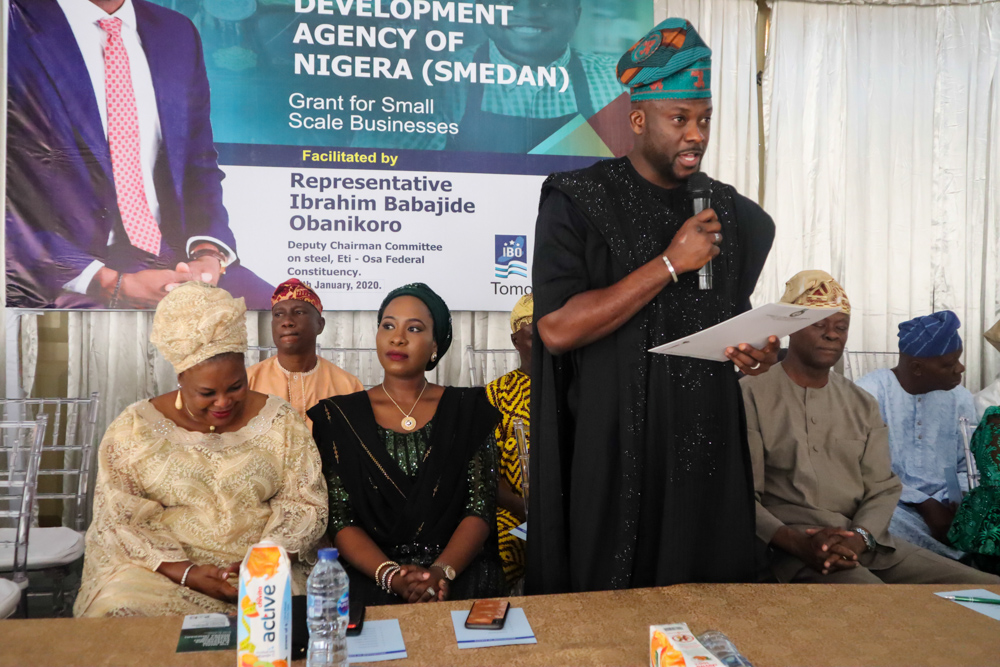 DEVELOPMENT
AGENCY OF
NIGERA (SMEDAN)
Grant for Small
Scale Businesses
Facilitated by
Representative
Ibrahim Babajide
Obanikoro
Deputy Chairman Committee
on steel, Eti - Osa Federal
Constituency.
January, 2020.
IBO
active